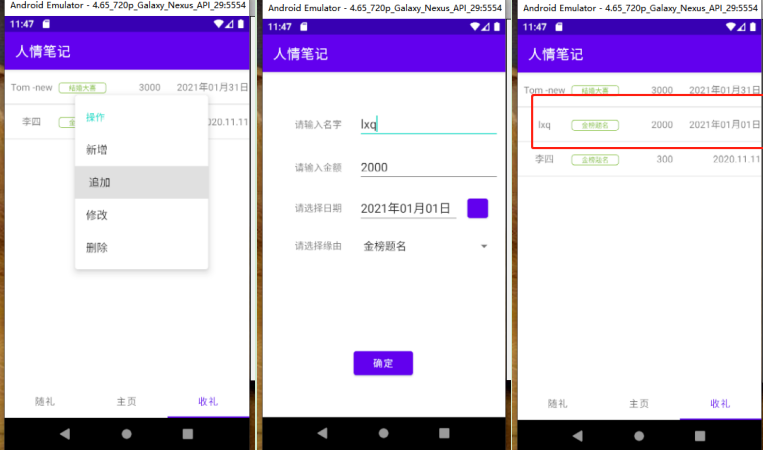 Android Emulator - 4.65_720p_Galaxy_Nexus_API_29:5554
11:47
人情笔记
Tom -new 结婚大喜 3000 2021年01月31日
李四 金 020.11.11
操作
新增
追加
修改
删除
随礼 主页 收礼
Android Emulator - 4.65_720p_Galaxy_Nexus_API_29:5554
11:47
人情笔记
请输入名字 lxq
请输入金额 2000
请选择日期 2021年01月01日
请选择缘由 金榜题名
确定
Android Emulator - 4.65_720p_Galaxy_Nexus_API_29:5554
11:47
人情笔记
Tom -new 结婚大喜 3000 2021年01月31日
lxq 金榜题名 2000 2021年01月01日
李四 金榜题名 300 2020.11.11
随礼 主页 收礼